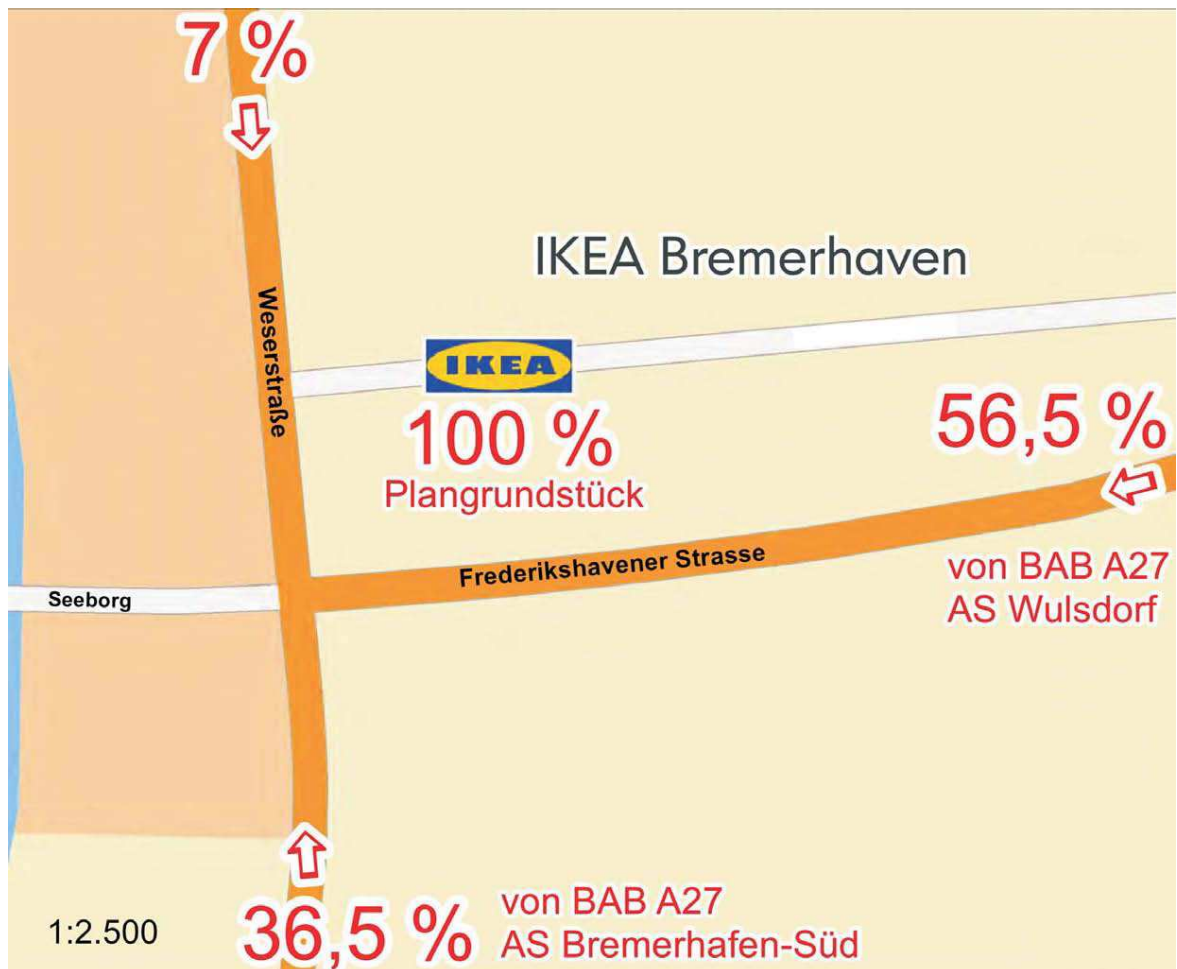 7 %
IKEA Bremerhaven
Weserstraße
IKEA
100 %
Plangrundstück
56,5 %
Frederikshavener Strasse
von BAB A27
AS Wulsdorf
Seeborg
1:2.500
36,5 %
von BAB A27
AS Bremerhafen-Süd